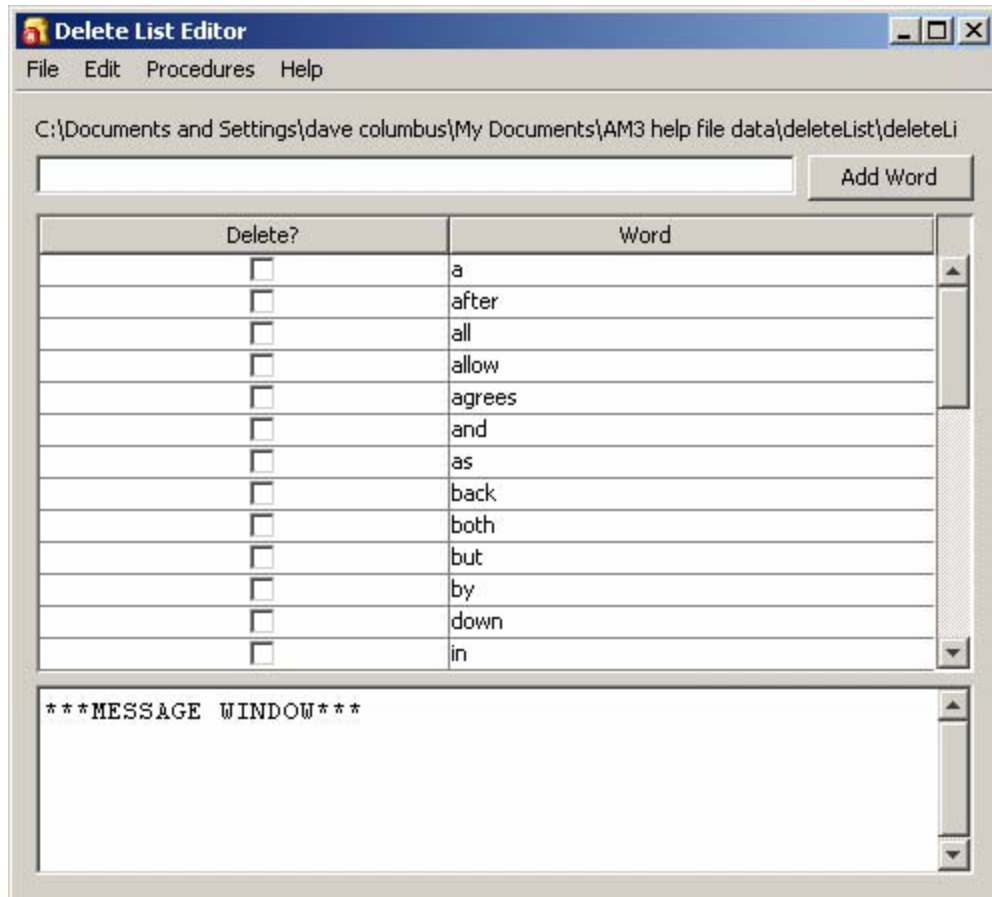 Delete List Editor
File Edit Procedures Help
C:\Documents and Settings\dave columbus\My Documents\AM3 help file data\deleteList\deleteLi
Add Word
Delete? Word
a
after
all
allow
agrees
and
as
back
both
but
by
down
in
***MESSAGE WINDOW***